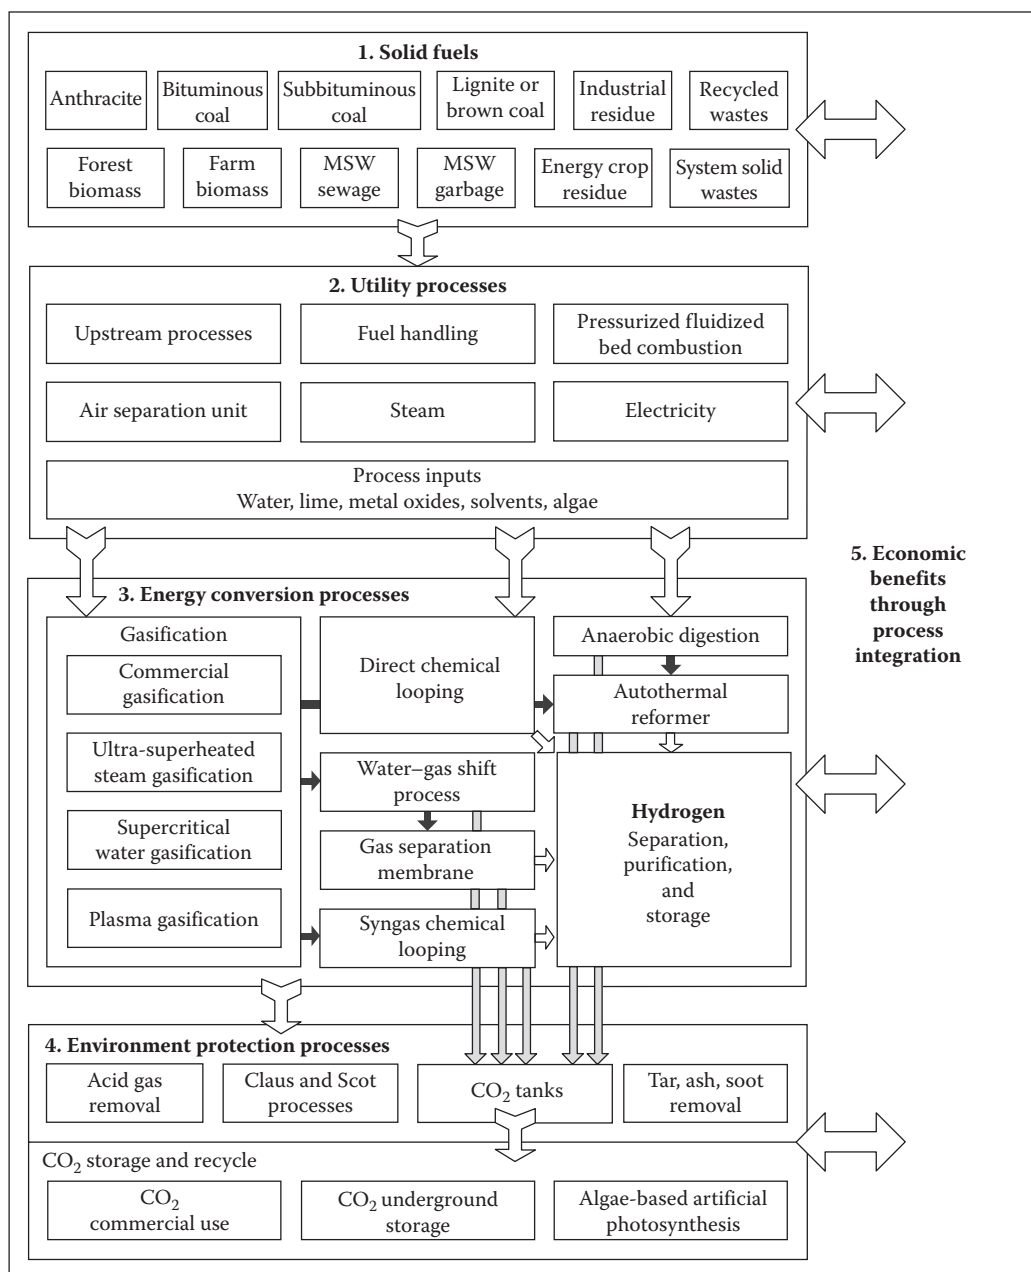 1. Solid fuels
Anthracite
Bituminous
coal
Subbituminous
coal
Lignite or
brown coal
Industrial
residue
Recycled
wastes
Forest
biomass
Farm
biomass
MSW
sewage
MSW
garbage
Energy crop
residue
System solid
wastes
2. Utility processes
Upstream processes
Fuel handling
Pressurized fluidized
bed combustion
Air separation unit
Steam
Electricity
Process inputs
Water, lime, metal oxides, solvents, algae
3. Energy conversion processes
Gasification
Commercial
gasification
Ultra-superheated
steam gasification
Supercritical
water gasification
Plasma gasification
Direct chemical
looping
Water–gas shift
process
Gas separation
membrane
Syngas chemical
looping
Anaerobic digestion
Autothermal
reformer
Hydrogen
Separation,
purification,
and
storage
4. Environment protection processes
Acid gas
removal
Claus and Scot
processes
CO₂ tanks
Tar, ash, soot
removal
CO₂ storage and recycle
CO₂
commercial use
CO₂ underground
storage
Algae-based artificial
photosynthesis
5. Economic
benefits
through
process
integration